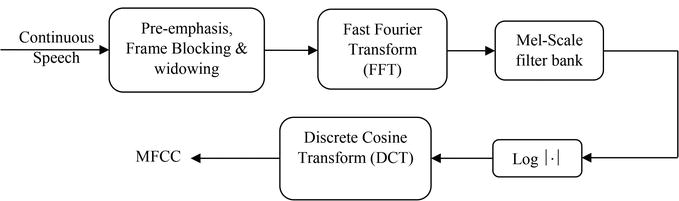 Continuous
Speech
Pre-emphasis,
Frame Blocking &
widowing
Fast Fourier
Transform
(FFT)
Mel-Scale
filter bank
Log |·|
Discrete Cosine
Transform (DCT)
MFCC